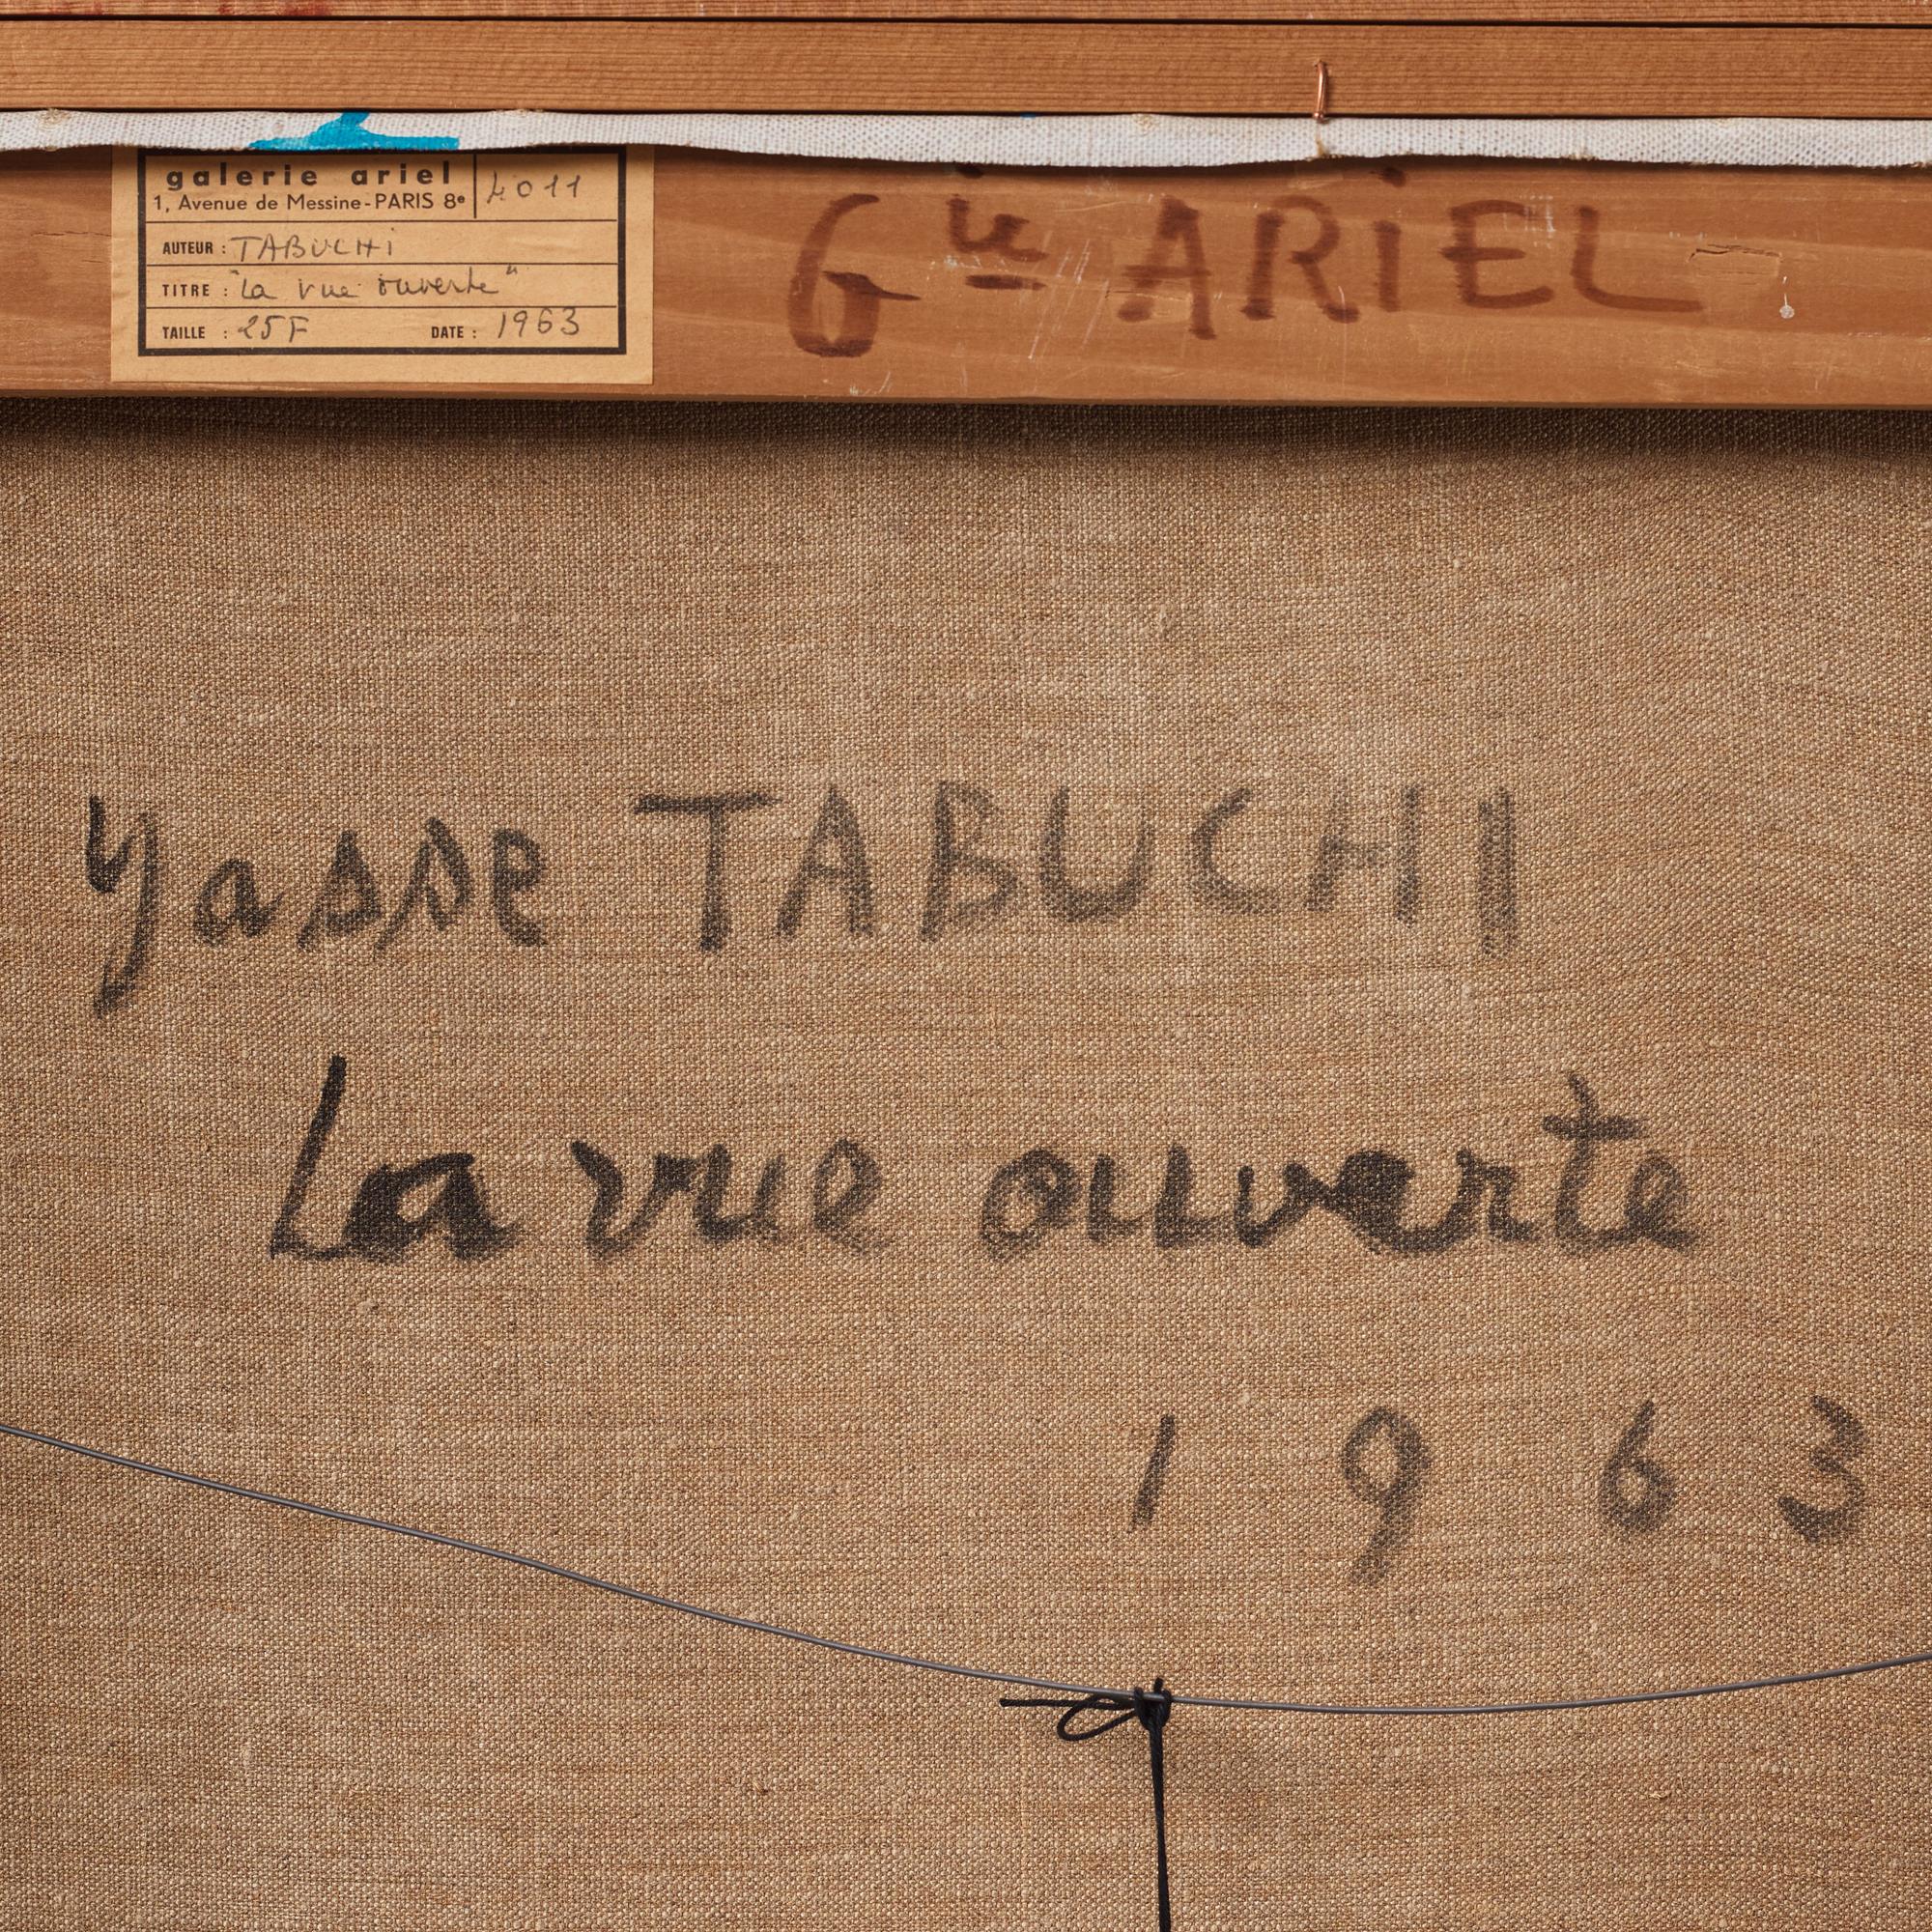 galerie ariel
1, Avenue de Messine-PARIS 8e
4011
AUTEUR : TABUCHi
TITRE : "la vue ouverte"
TAILLE : 25F DATE : 1963
Gie ARiEL
Yasse TABUCHI
La vue ouverte
1963